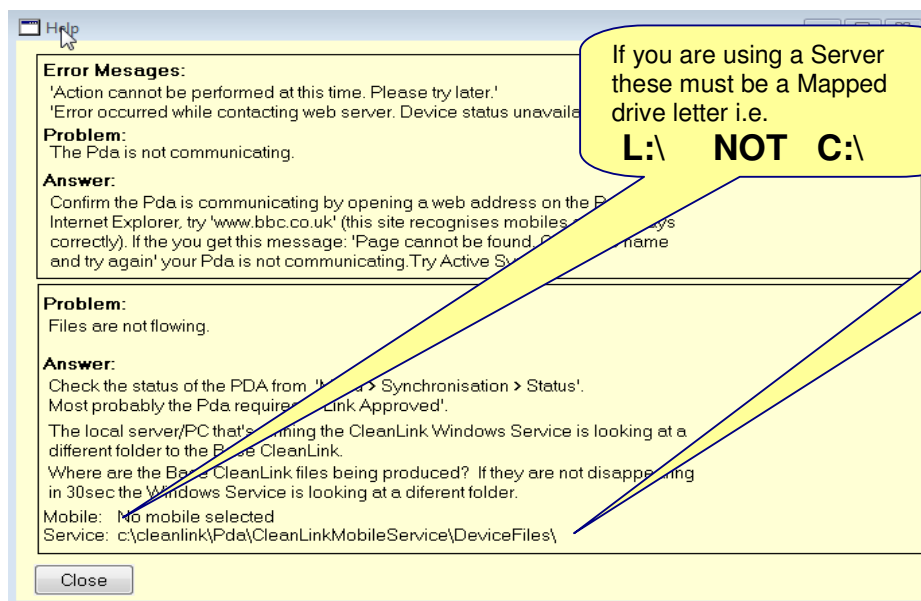 Help
If you are using a Server
these must be a Mapped
drive letter i.e.
L:\ NOT C:\
Error Mesages:
'Action cannot be performed at this time. Please try later.'
'Error occurred while contacting web server. Device status
Problem:
The Pda is not communicating.
Answer:
Confirm the Pda is communicating by opening a web address on the
Internet Explorer, try 'www.bbc.co.uk' (this site recognises mobiles
correctly). If the you get this message: 'Page cannot be found. name
and try again' your Pda is not communicating.Try Active
Problem:
Files are not flowing.
Answer:
Check the status of the PDA from > Synchronisation > Status'.
Most probably the Pda Approved'.
The local server/PC the CleanLink Windows Service is looking at a
different folder to the CleanLink.
Where are the CleanLink files being produced? If they are not
in 30sec the Windows Service is looking at a diferent folder.
Mobile: No mobile selected
Service: c:\cleanlink\Pda\CleanLinkMobileService\DeviceFiles\
Close